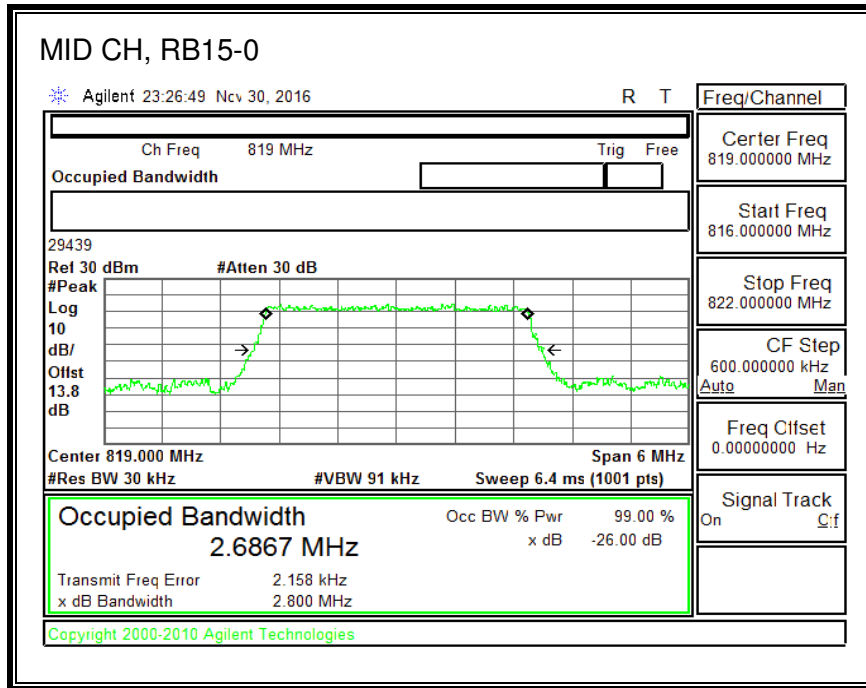 MID CH, RB15-0
Agilent 23:26:49 Nov 30, 2016 R T
Freq/Channel
Ch Freq 819 MHz Trig Free
Occupied Bandwidth
Center Freq
819.000000 MHz
Start Freq
816.000000 MHz
Stop Freq
822.000000 MHz
CF Step
600.000000 kHz
Auto Man
Freq Offset
0.00000000 Hz
Signal Track
On Off
29439
Ref 30 dBm #Atten 30 dB
#Peak
Log
10
dB/
Offst
13.8
dB
Center 819.000 MHz Span 6 MHz
#Res BW 30 kHz #VBW 91 kHz Sweep 6.4 ms (1001 pts)
Occupied Bandwidth Occ BW % Pwr 99.00 %
2.6867 MHz x dB -26.00 dB
Transmit Freq Error 2.158 kHz
x dB Bandwidth 2.800 MHz
Copyright 2000-2010 Agilent Technologies